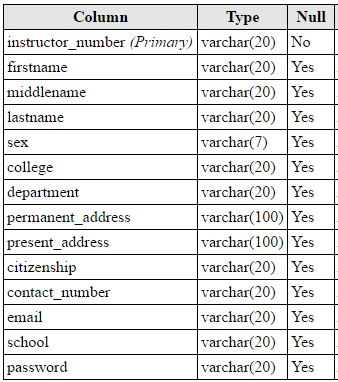 Column Type Null
instructor_number (Primary) varchar(20) No
firstname varchar(20) Yes
middlename varchar(20) Yes
lastname varchar(20) Yes
sex varchar(7) Yes
college varchar(20) Yes
department varchar(20) Yes
permanent_address varchar(100) Yes
present_address varchar(100) Yes
citizenship varchar(20) Yes
contact_number varchar(20) Yes
email varchar(20) Yes
school varchar(20) Yes
password varchar(20) Yes